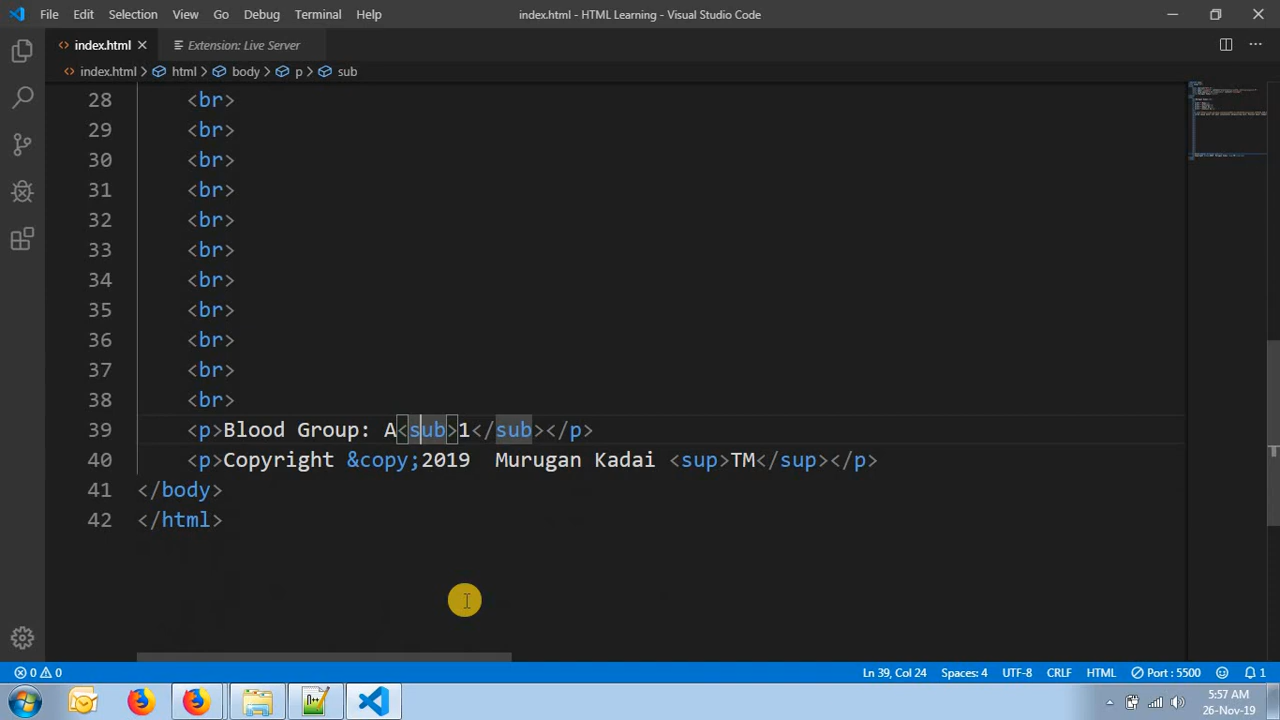 File Edit Selection View Go Debug Terminal Help index.html - HTML Learning - Visual Studio Code
index.html Extension: Live Server
index.html > html > body > p > sub
28 <br>
29 <br>
30 <br>
31 <br>
32 <br>
33 <br>
34 <br>
35 <br>
36 <br>
37 <br>
38 <br>
39 <p>Blood Group: A<sub>1</sub></p>
40 <p>Copyright &copy;2019  Murugan Kadai <sup>TM</sup></p>
41 </body>
42 </html>
0 0 Ln 39, Col 24 Spaces: 4 UTF-8 CRLF HTML Port : 5500 1
5:57 AM
26-Nov-19